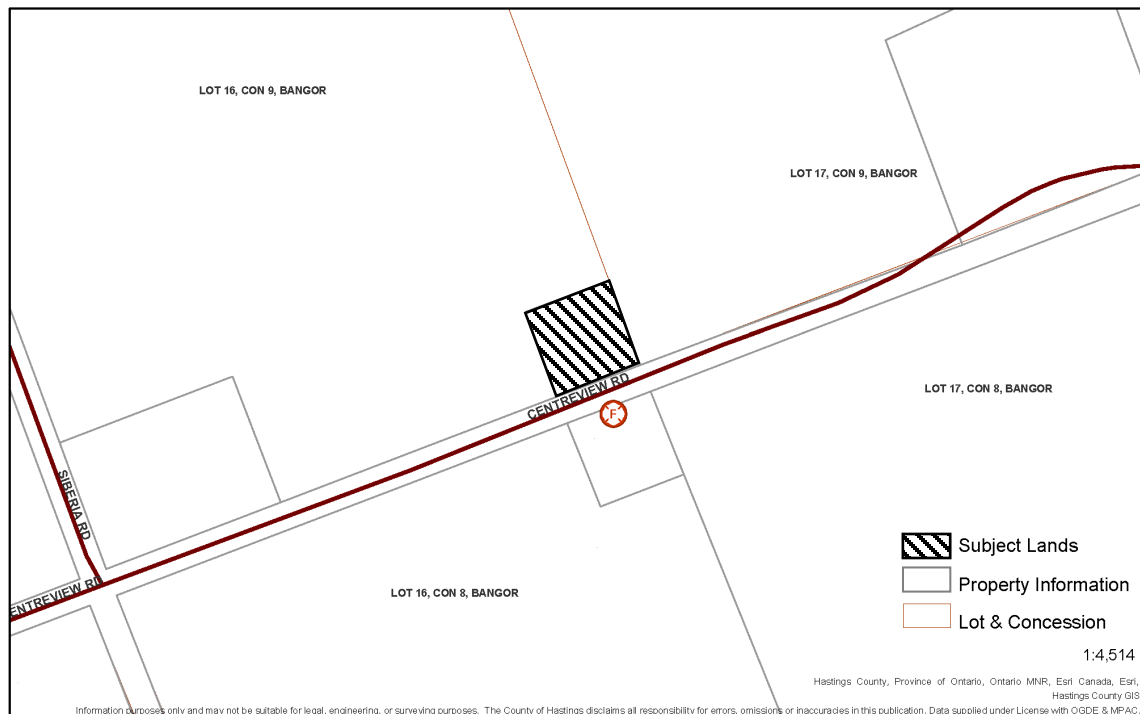 LOT 16, CON 9, BANGOR
LOT 17, CON 9, BANGOR
CENTREVIEW RD
F
LOT 17, CON 8, BANGOR
SIBERIA RD
ENTREVIEW RD
LOT 16, CON 8, BANGOR
Subject Lands
Property Information
Lot & Concession
1:4,514
Hastings County, Province of Ontario, Ontario MNR, Esri Canada, Esri,
Hastings County GIS
Information purposes only and may not be suitable for legal, engineering, or surveying purposes. The County of Hastings disclaims all responsibility for errors, omissions or inaccuracies in this publication. Data supplied under License with OGDE & MPAC.